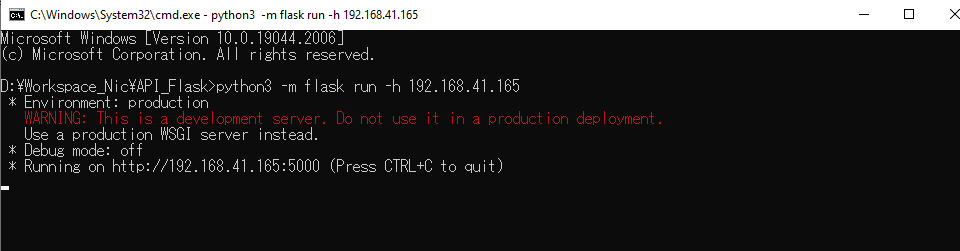 C:\Windows\System32\cmd.exe - python3  -m flask run -h 192.168.41.165
Microsoft Windows [Version 10.0.19044.2006]
(c) Microsoft Corporation. All rights reserved.
D:¥Workspace_Nic¥API_Flask>python3 -m flask run -h 192.168.41.165
* Environment: production
WARNING: This is a development server. Do not use it in a production deployment.
Use a production WSGI server instead.
* Debug mode: off
* Running on http://192.168.41.165:5000 (Press CTRL+C to quit)